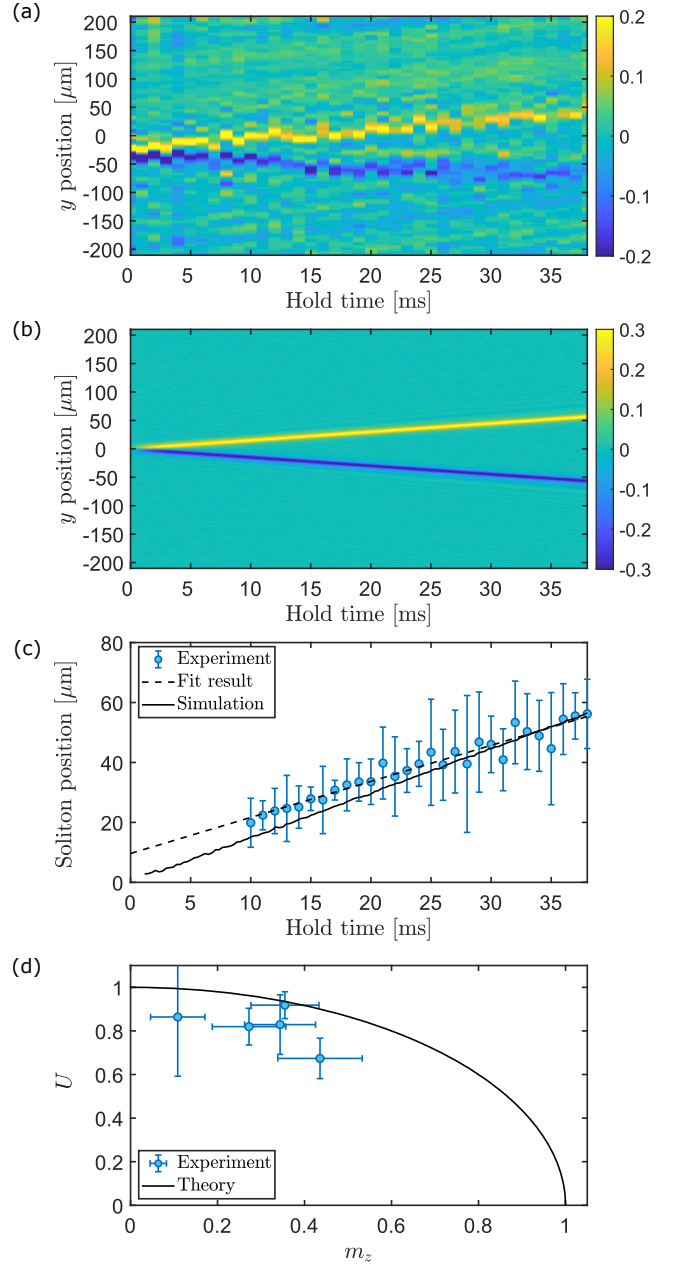 (a)
200
150
100
50
0
-50
-100
-150
-200
y position [μm]
0 5 10 15 20 25 30 35
Hold time [ms]
0.2
0.1
0
-0.1
-0.2
(b)
200
150
100
50
0
-50
-100
-150
-200
y position [μm]
0 5 10 15 20 25 30 35
Hold time [ms]
0.3
0.2
0.1
0
-0.1
-0.2
-0.3
(c)
80
60
40
20
0
Soliton position [μm]
Experiment
Fit result
Simulation
0 5 10 15 20 25 30 35
Hold time [ms]
(d)
1
0.8
0.6
0.4
0.2
0
U
Experiment
Theory
0 0.2 0.4 0.6 0.8 1
m_z